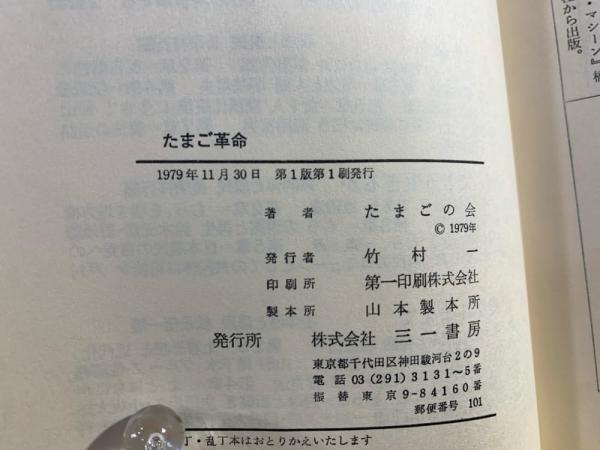 ・マシーン』
から出版。
たまご革命
1979年11月30日 第1版第1刷発行
著者 たまごの会
©1979年
発行者 竹村一
印刷所 第一印刷株式会社
製本所 山本製本所
発行所 株式会社 三一書房
東京都千代田区神田駿河台2の9
電話 03(291)3131〜5番
振替東京9-84160番
郵便番号 101
丁・乱丁本はおとりかえいたします